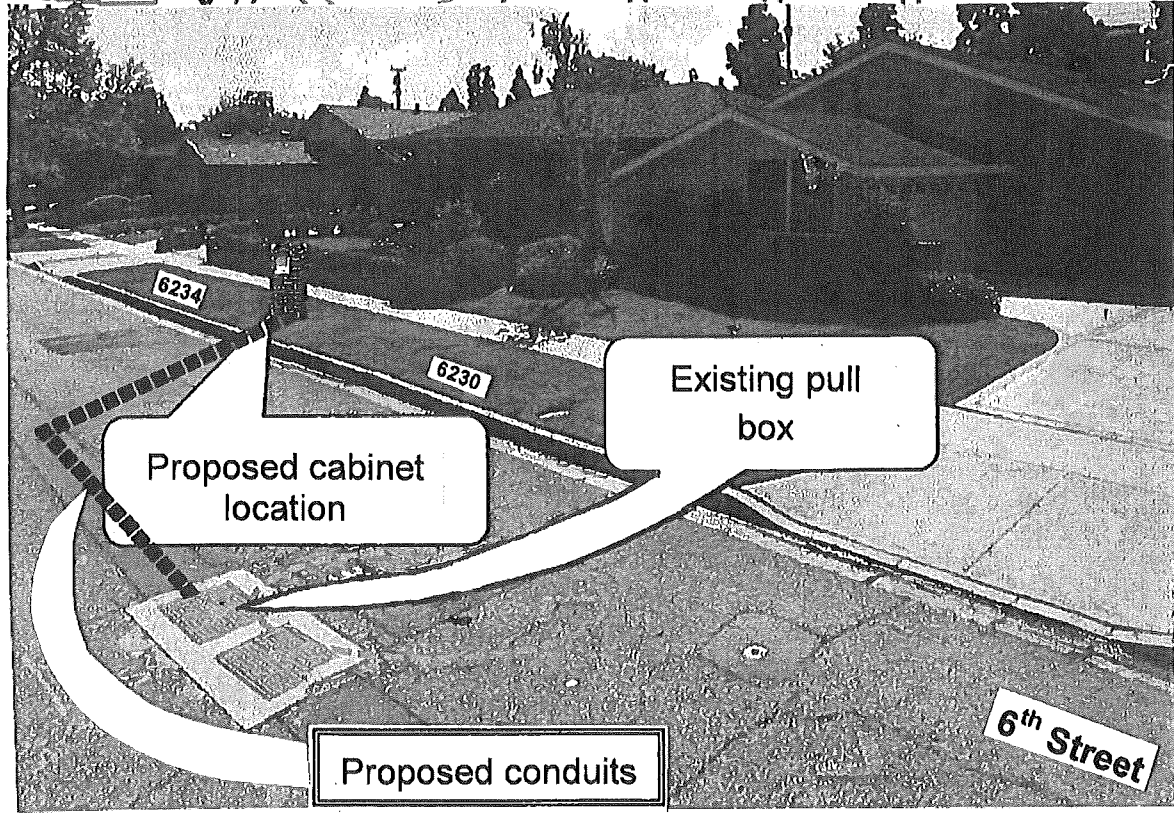 6234
6230
Existing pull
box
Proposed cabinet
location
6th Street
Proposed conduits